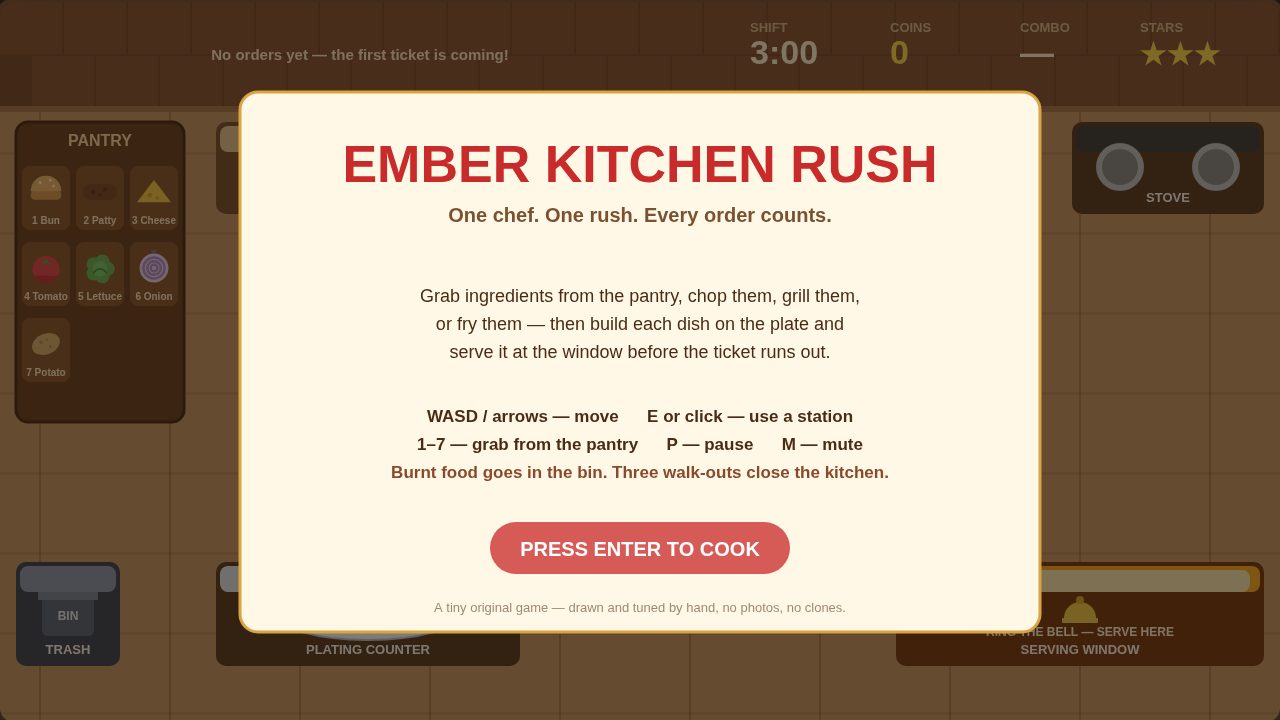 SHIFT
COINS
COMBO
STARS
No orders yet — the first ticket is coming!
3:00
0
—
★★★
PANTRY
1 Bun
2 Patty
3 Cheese
4 Tomato
5 Lettuce
6 Onion
7 Potato
STOVE
EMBER KITCHEN RUSH
One chef. One rush. Every order counts.
Grab ingredients from the pantry, chop them, grill them,
or fry them — then build each dish on the plate and
serve it at the window before the ticket runs out.
WASD / arrows — move E or click — use a station
1–7 — grab from the pantry P — pause M — mute
Burnt food goes in the bin. Three walk-outs close the kitchen.
PRESS ENTER TO COOK
A tiny original game — drawn and tuned by hand, no photos, no clones.
BIN
TRASH
PLATING COUNTER
RING THE BELL — SERVE HERE
SERVING WINDOW